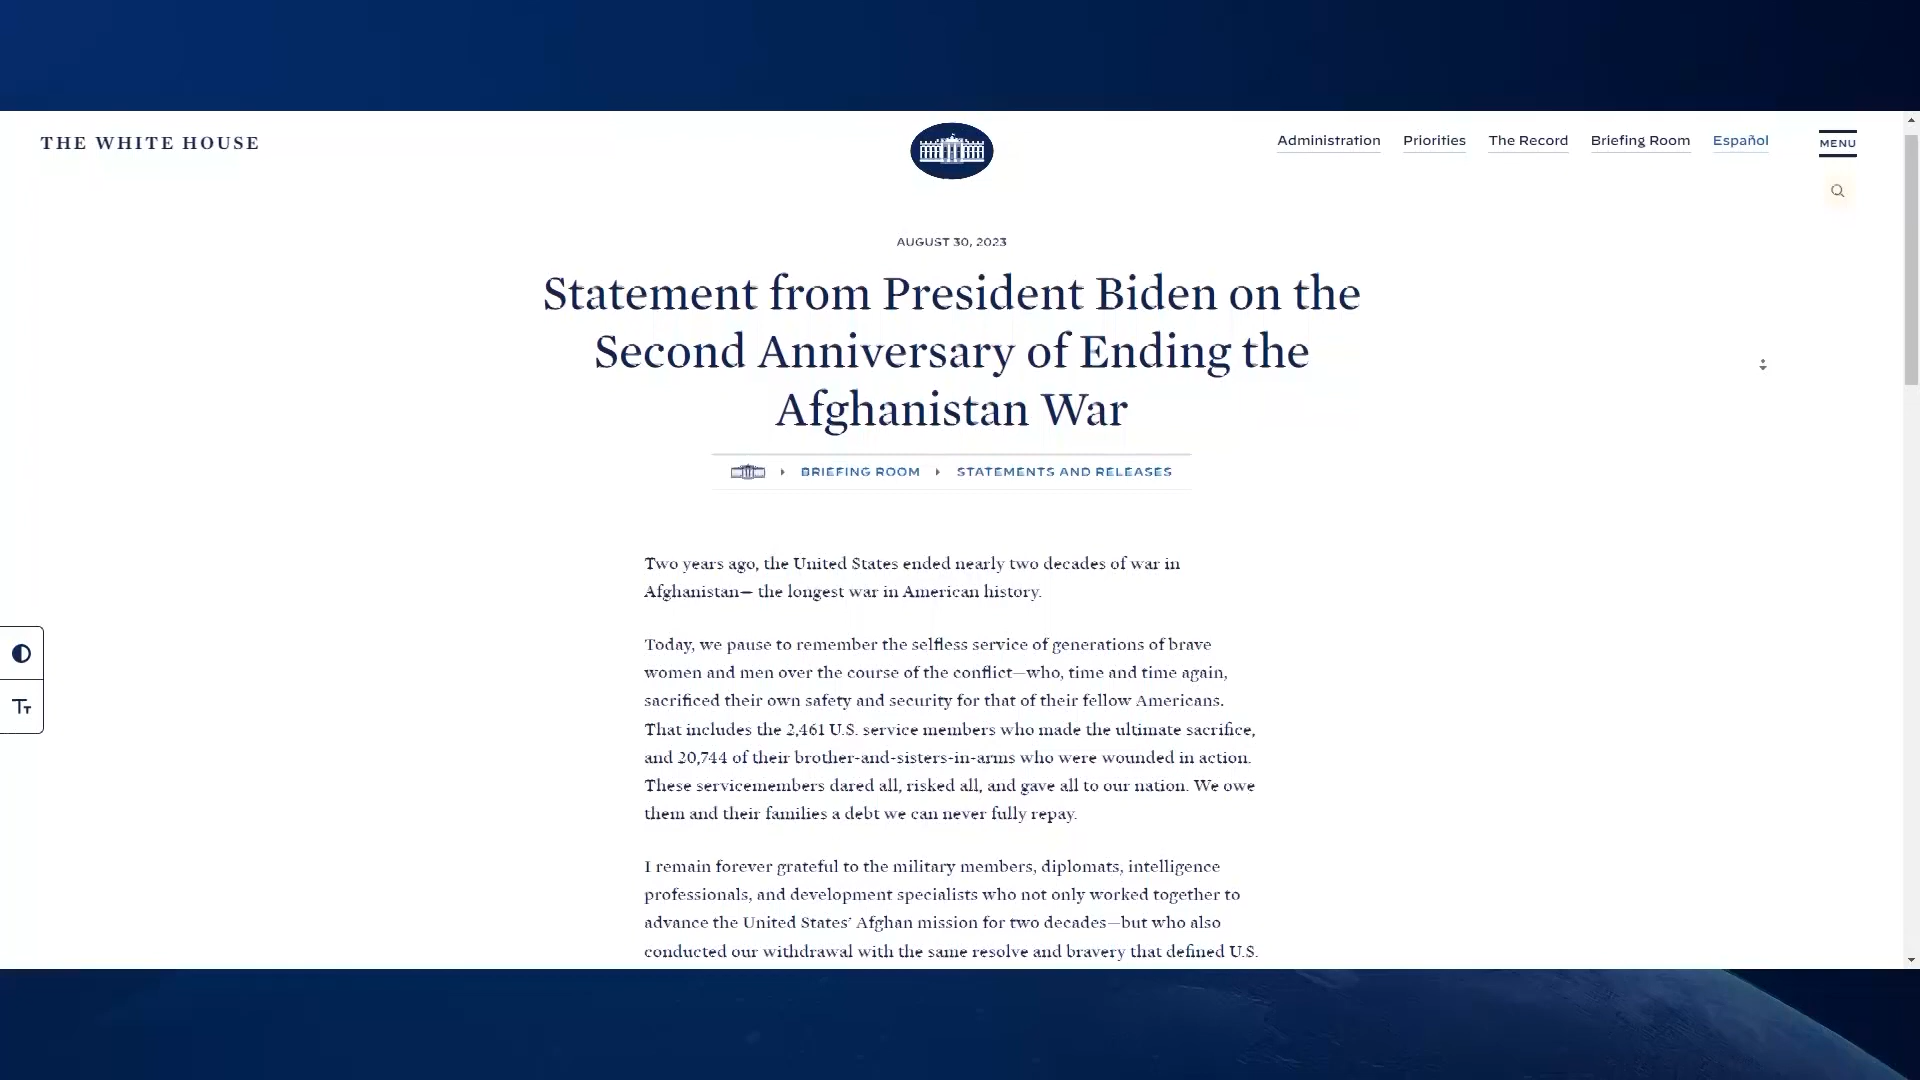 THE WHITE HOUSE
Administration Priorities The Record Briefing Room Español MENU
AUGUST 30, 2023
Statement from President Biden on the
Second Anniversary of Ending the
Afghanistan War
BRIEFING ROOM STATEMENTS AND RELEASES
Two years ago, the United States ended nearly two decades of war in
Afghanistan— the longest war in American history.
Today, we pause to remember the selfless service of generations of brave
women and men over the course of the conflict—who, time and time again,
sacrificed their own safety and security for that of their fellow Americans.
That includes the 2,461 U.S. service members who made the ultimate sacrifice,
and 20,744 of their brother-and-sisters-in-arms who were wounded in action.
These servicemembers dared all, risked all, and gave all to our nation. We owe
them and their families a debt we can never fully repay.
I remain forever grateful to the military members, diplomats, intelligence
professionals, and development specialists who not only worked together to
advance the United States’ Afghan mission for two decades—but who also
conducted our withdrawal with the same resolve and bravery that defined U.S.
TT